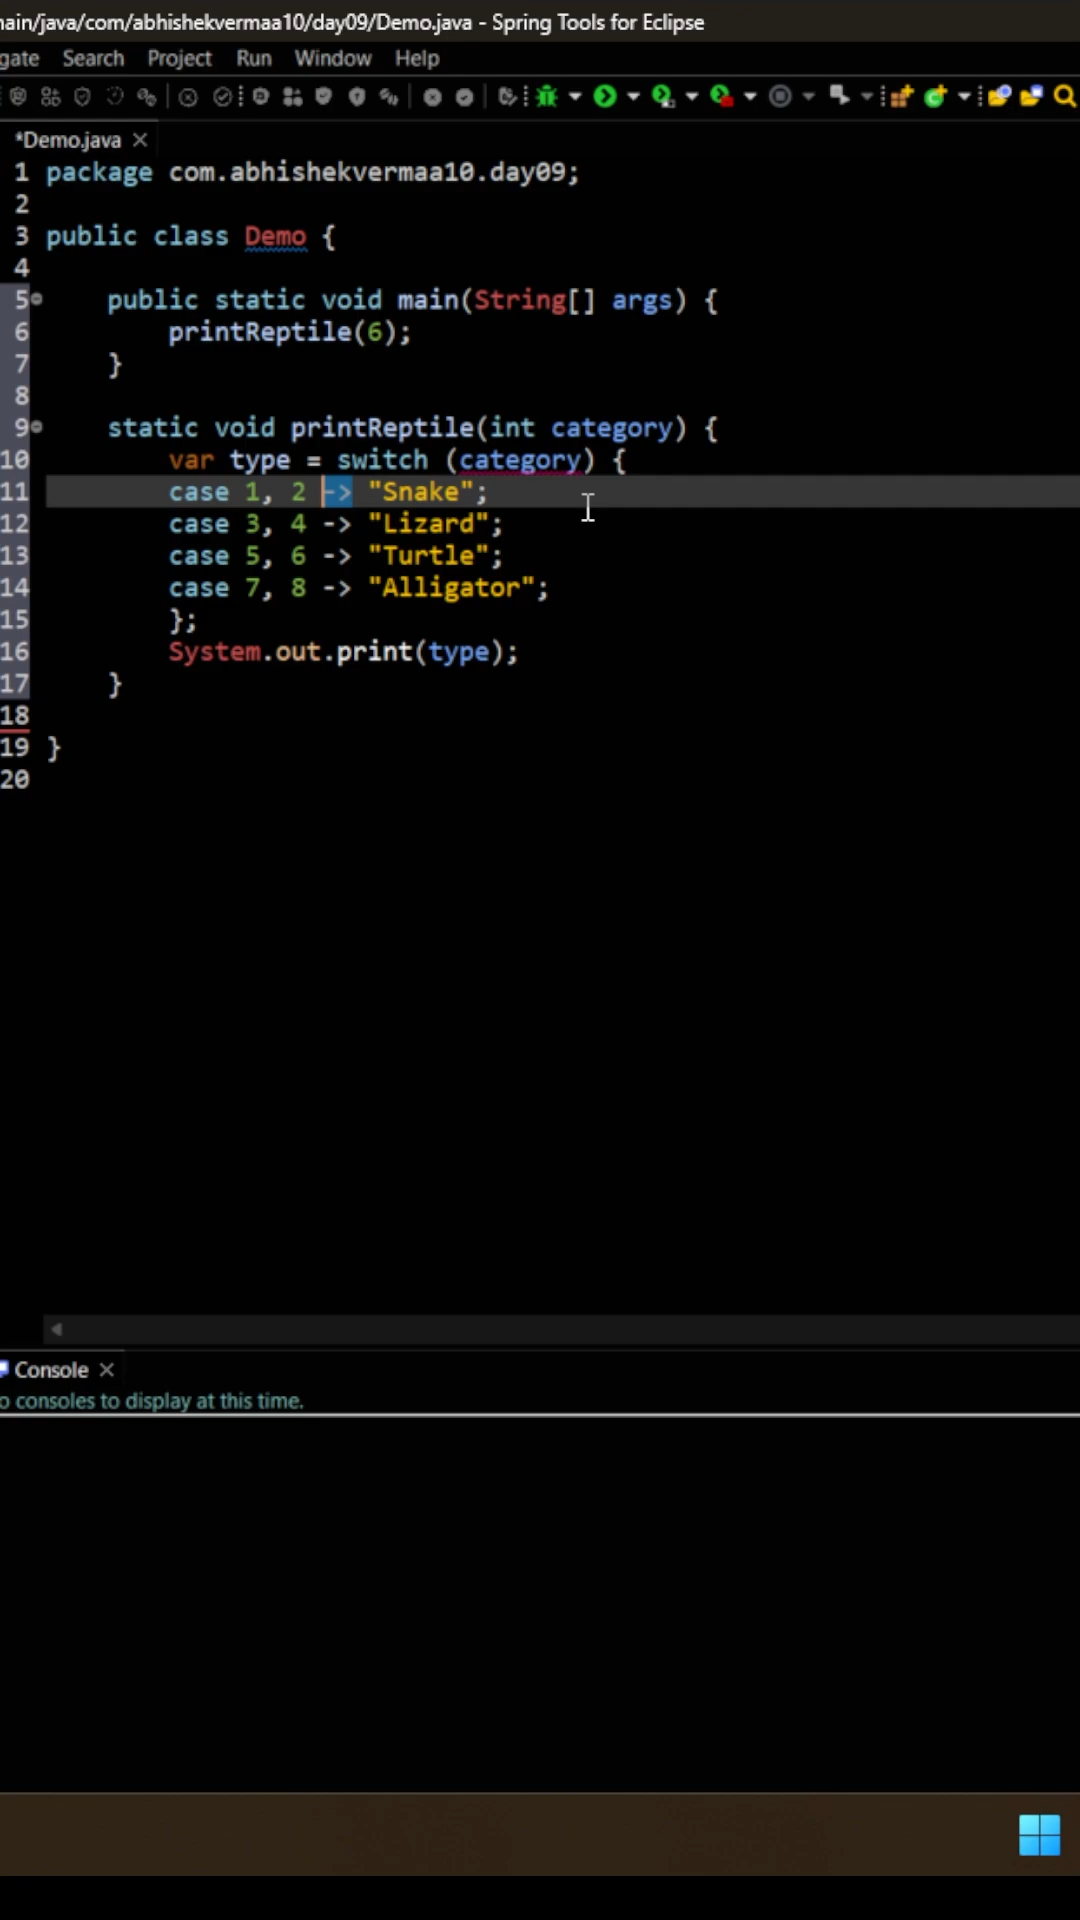 nain/java/com/abhishekvermaa10/day09/Demo.java - Spring Tools for Eclipse
gate Search Project Run Window Help
*Demo.java
1 package com.abhishekvermaa10.day09;
2
3 public class Demo {
4
5 public static void main(String[] args) {
6 printReptile(6);
7 }
8
9 static void printReptile(int category) {
10 var type = switch (category) {
11 case 1, 2 -> "Snake";
12 case 3, 4 -> "Lizard";
13 case 5, 6 -> "Turtle";
14 case 7, 8 -> "Alligator";
15 };
16 System.out.print(type);
17 }
18
19 }
20
Console
o consoles to display at this time.